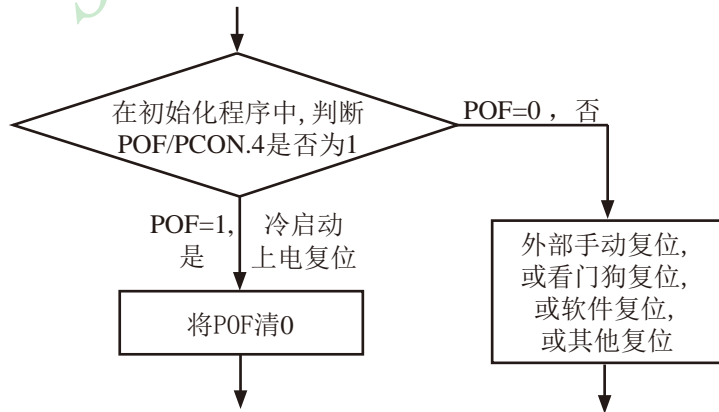 在初始化程序中,判断
POF/PCON.4是否为1
POF=0 ，否
POF=1,
是
冷启动
上电复位
将POF清0
外部手动复位,
或看门狗复位,
或软件复位,
或其他复位